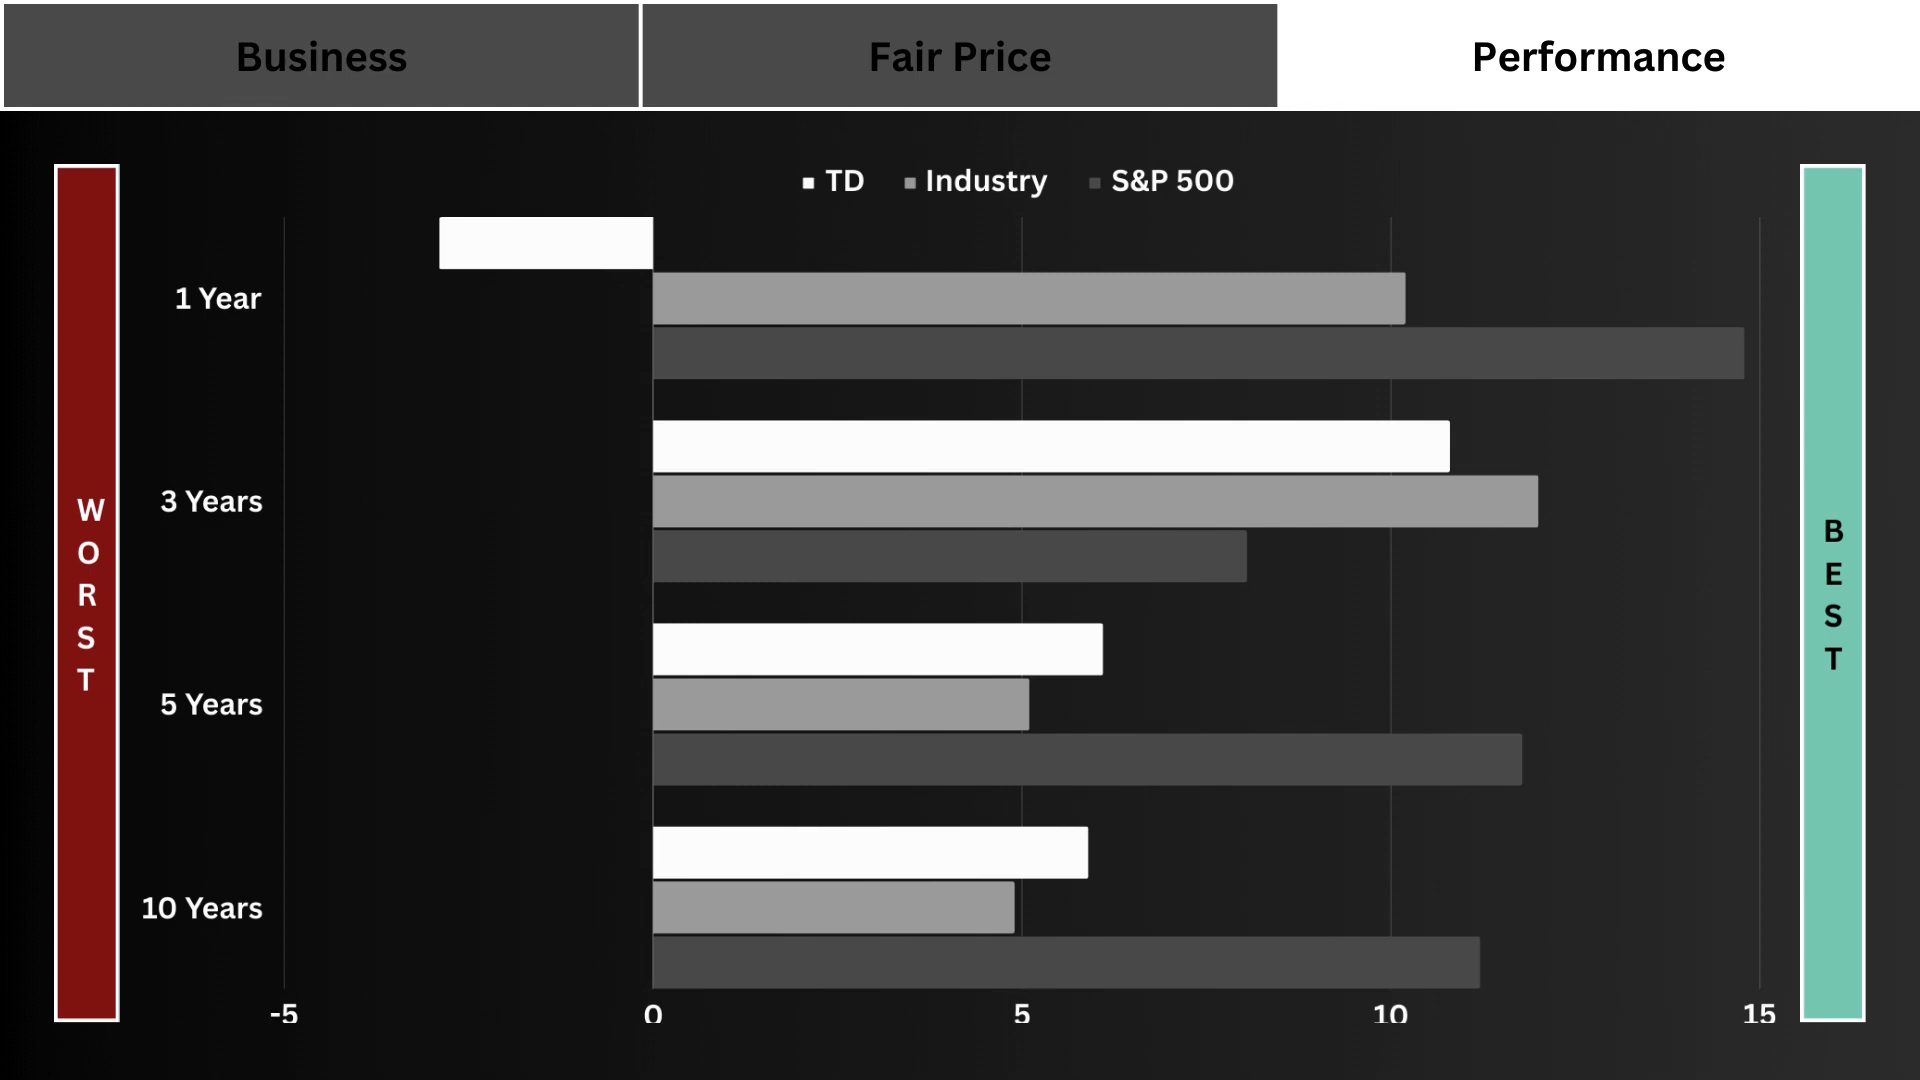 Business
Fair Price
Performance
TD
Industry
S&P 500
1 Year
3 Years
5 Years
10 Years
-5
0
5
10
15
W
O
R
S
T
B
E
S
T